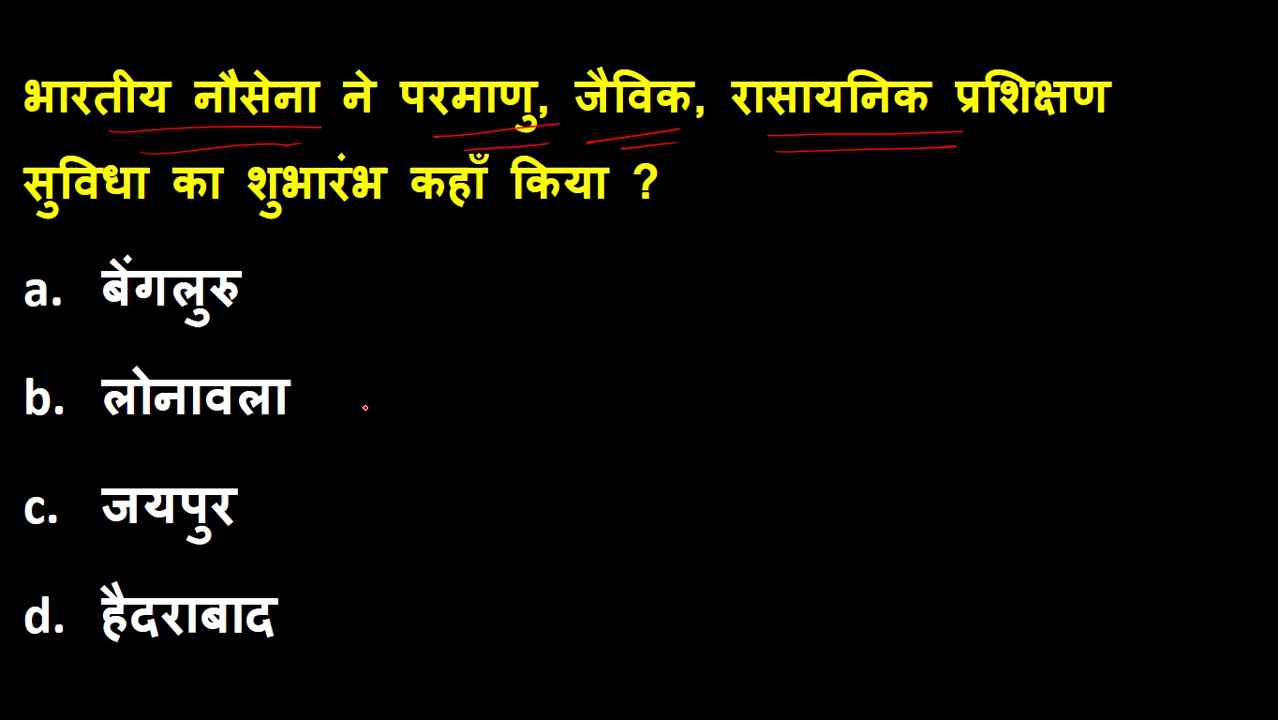 भारतीय नौसेना ने परमाणु, जैविक, रासायनिक प्रशिक्षण
सुविधा का शुभारंभ कहाँ किया ?
a. बेंगलुरु
b. लोनावला
c. जयपुर
d. हैदराबाद